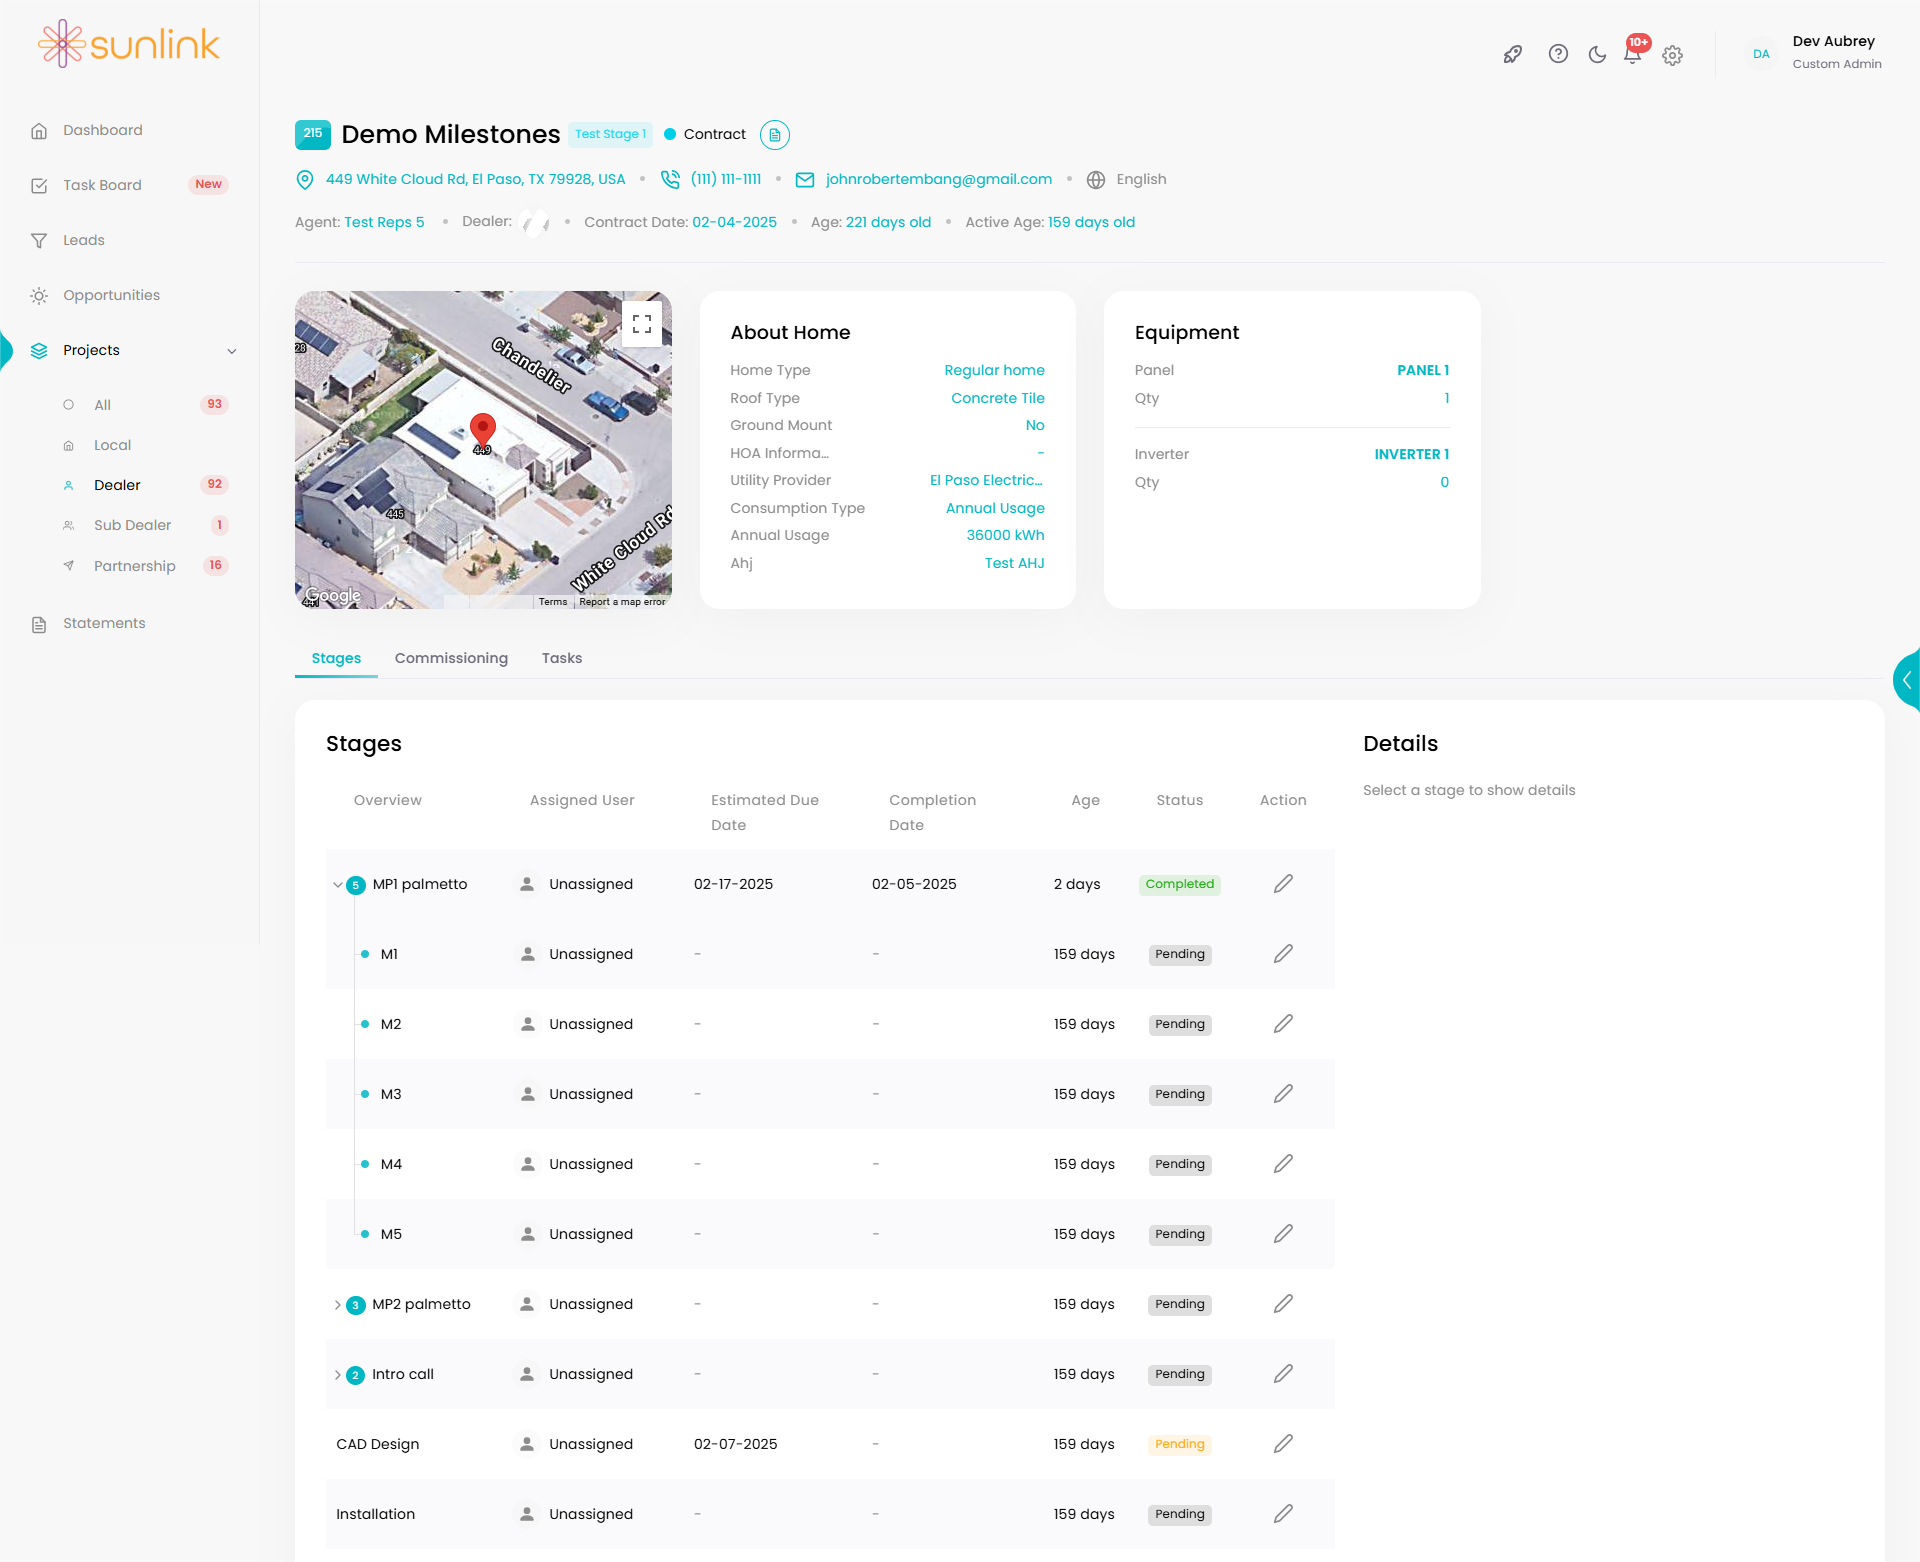 sunlink
10+
DA
Dev Aubrey
Custom Admin
Dashboard
Task Board New
Leads
Opportunities
Projects
All 93
Local
Dealer 92
Sub Dealer 1
Partnership 16
Statements
215 Demo Milestones Test Stage 1 Contract
449 White Cloud Rd, El Paso, TX 79928, USA • (111) 111-1111 • johnrobertembang@gmail.com • English
Agent: Test Reps 5 • Dealer: • Contract Date: 02-04-2025 • Age: 221 days old • Active Age: 159 days old
Chandelier
28
449
445
White Cloud Rd
441
Google
Terms
Report a map error
About Home
Home Type Regular home
Roof Type Concrete Tile
Ground Mount No
HOA Informa... -
Utility Provider El Paso Electric...
Consumption Type Annual Usage
Annual Usage 36000 kWh
Ahj Test AHJ
Equipment
Panel PANEL 1
Qty 1
Inverter INVERTER 1
Qty 0
Stages Commissioning Tasks
Stages
Overview Assigned User Estimated Due Date Completion Date Age Status Action
5 MP1 palmetto Unassigned 02-17-2025 02-05-2025 2 days Completed
M1 Unassigned - - 159 days Pending
M2 Unassigned - - 159 days Pending
M3 Unassigned - - 159 days Pending
M4 Unassigned - - 159 days Pending
M5 Unassigned - - 159 days Pending
3 MP2 palmetto Unassigned - - 159 days Pending
2 Intro call Unassigned - - 159 days Pending
CAD Design Unassigned 02-07-2025 - 159 days Pending
Installation Unassigned - - 159 days Pending
Details
Select a stage to show details